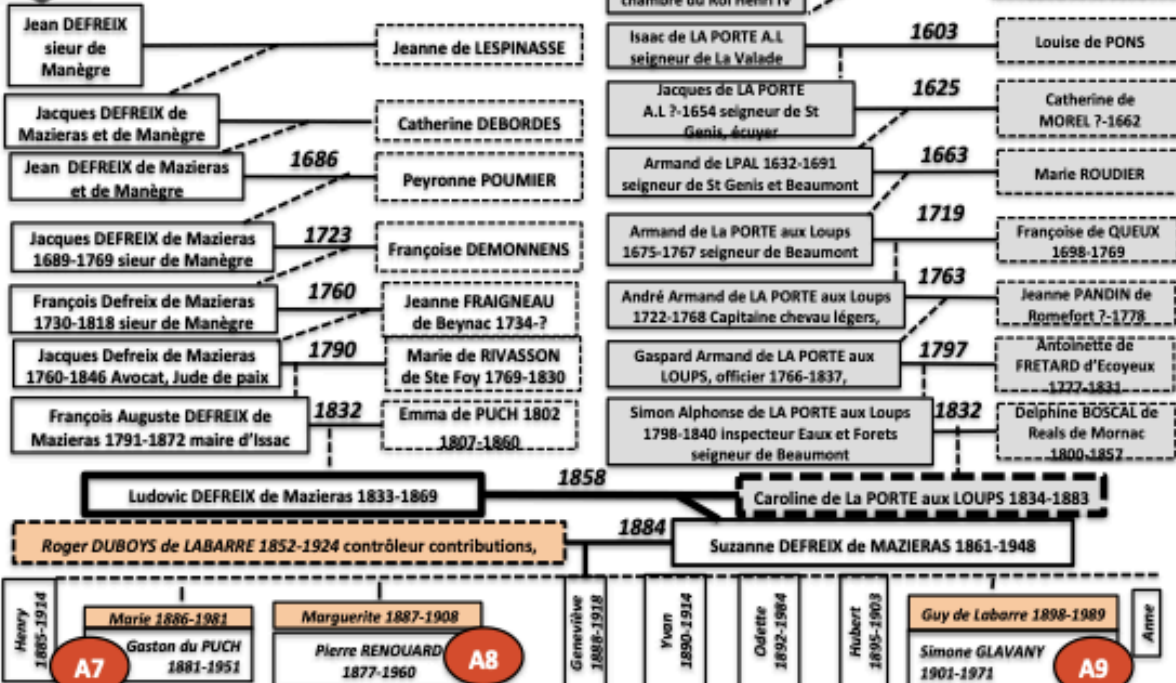 chambre du Roi Henri IV
Jean DEFREIX
sieur de
Manègre
Jeanne de LESPINASSE
Isaac de LA PORTE A.L
seigneur de La Valade
1603
Louise de PONS
Jacques DEFREIX de
Mazieras et de Manègre
Catherine DEBORDES
Jacques de LA PORTE
A.L ?-1654 seigneur de St
Genis, écuyer
1625
Catherine de
MOREL ?-1662
Jean DEFREIX de Mazieras
et de Manègre
1686
Peyronne POUMIER
Armand de LPAL 1632-1691
seigneur de St Genis et Beaumont
1663
Marie ROUDIER
Jacques DEFREIX de Mazieras
1689-1769 sieur de Manègre
1723
Françoise DEMONNENS
Armand de La PORTE aux Loups
1675-1767 seigneur de Beaumont
1719
Françoise de QUEUX
1698-1769
François Defreix de Mazieras
1730-1818 sieur de Manègre
1760
Jeanne FRAIGNEAU
de Beynac 1734-?
André Armand de LA PORTE aux Loups
1722-1768 Capitaine chevau légers,
1763
Jeanne PANDIN de
Romefort ?-1778
Jacques Defreix de Mazieras
1760-1846 Avocat, Jude de paix
1790
Marie de RIVASSON
de Ste Foy 1769-1830
Gaspard Armand de LA PORTE aux
LOUPS, officier 1766-1837,
1797
Antoinette de
FRETARD d'Ecoyeux
1777-1831
François Auguste DEFREIX de
Mazieras 1791-1872 maire d'Issac
1832
Emma de PUCH 1802
1807-1860
Simon Alphonse de LA PORTE aux Loups
1798-1840 inspecteur Eaux et Forets
seigneur de Beaumont
1832
Delphine BOSCAL de
Reals de Mornac
1800-1857
Ludovic DEFREIX de Mazieras 1833-1869
1858
Caroline de La PORTE aux LOUPS 1834-1883
Roger DUBOYS de LABARRE 1852-1924 contrôleur contributions,
1884
Suzanne DEFREIX de MAZIERAS 1861-1948
Henry
1885-1914
Marie 1886-1981
Gaston du PUCH
1881-1951
A7
Marguerite 1887-1908
Pierre RENOUARD
1877-1960
A8
Geneviève
1888-1918
Yvan
1890-1914
Odette
1892-1984
Hubert
1895-1903
Guy de Labarre 1898-1989
Simone GLAVANY
1901-1971
A9
Anne